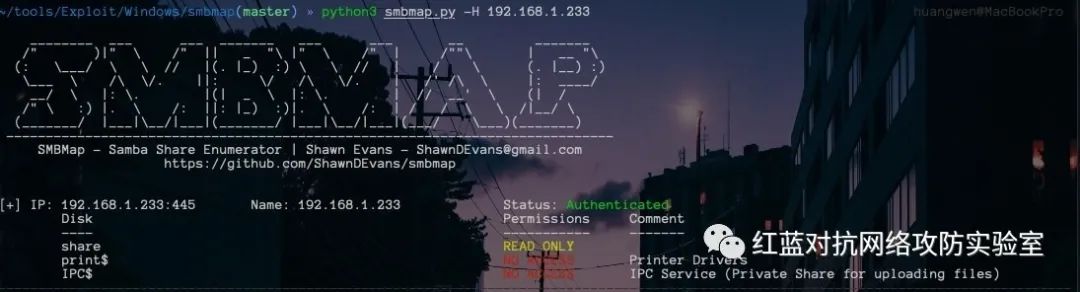 ~/tools/Exploit/Windows/smbmap(master) » python3 smbmap.py -H 192.168.1.233 huangwen@MacBookPro
SMBMAP
SMBMap - Samba Share Enumerator | Shawn Evans - ShawnDEvans@gmail.com
https://github.com/ShawnDEvans/smbmap
[+] IP: 192.168.1.233:445 Name: 192.168.1.233 Status: Authenticated
Disk Permissions Comment
---- ----------- -------
share READ ONLY
print$ NO ACCESS Printer Drivers
IPC$ NO ACCESS IPC Service (Private Share for uploading files)
红蓝对抗网络攻防实验室